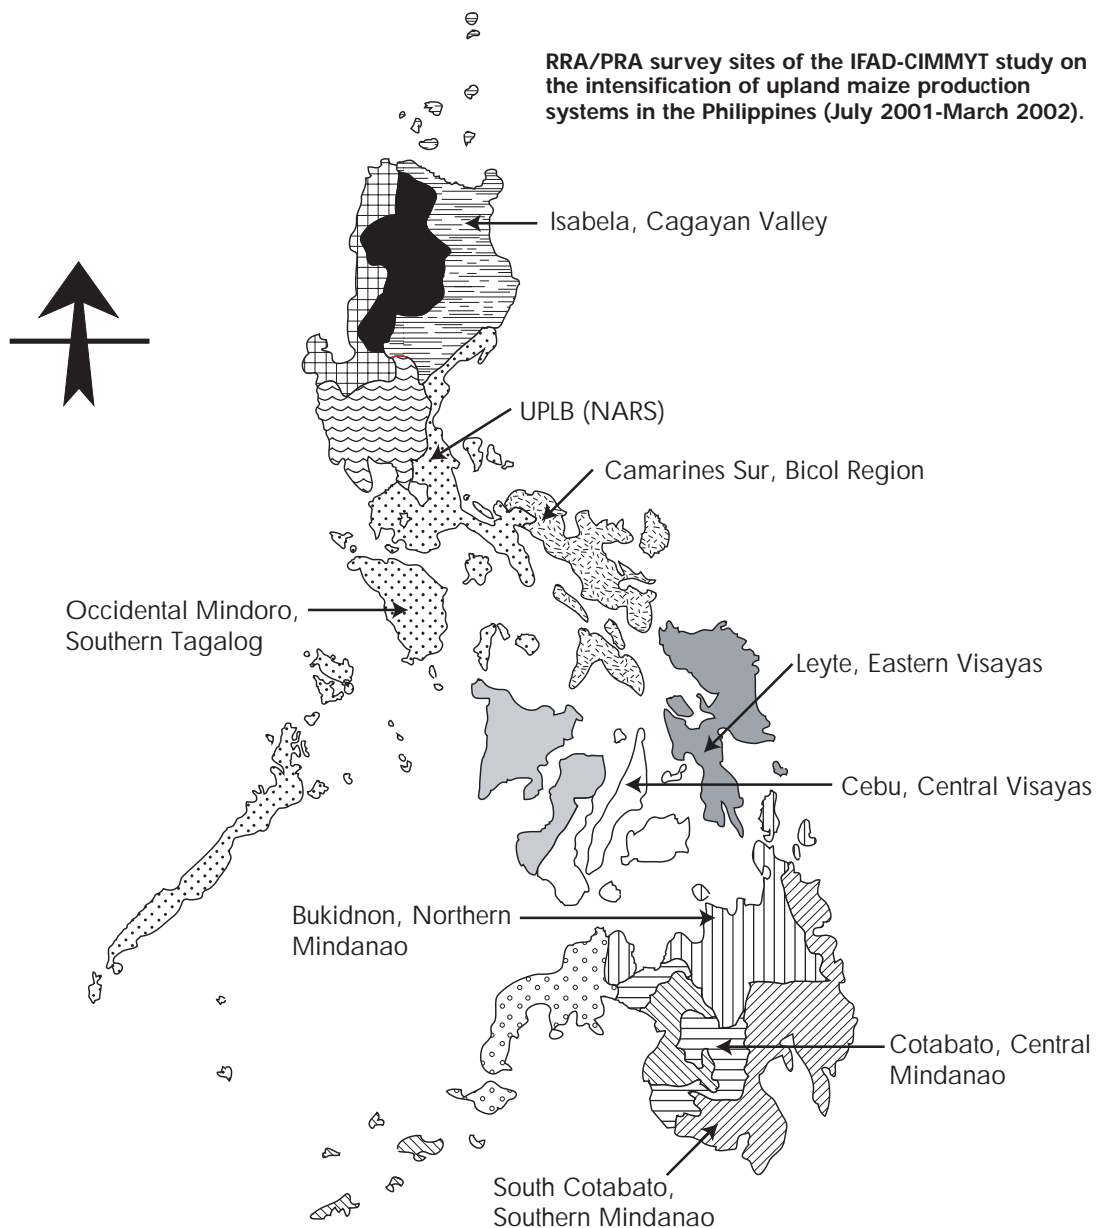 RRA/PRA survey sites of the IFAD-CIMMYT study on
the intensification of upland maize production
systems in the Philippines (July 2001-March 2002).
Isabela, Cagayan Valley
UPLB (NARS)
Camarines Sur, Bicol Region
Occidental Mindoro,
Southern Tagalog
Leyte, Eastern Visayas
Cebu, Central Visayas
Bukidnon, Northern
Mindanao
Cotabato, Central
Mindanao
South Cotabato,
Southern Mindanao